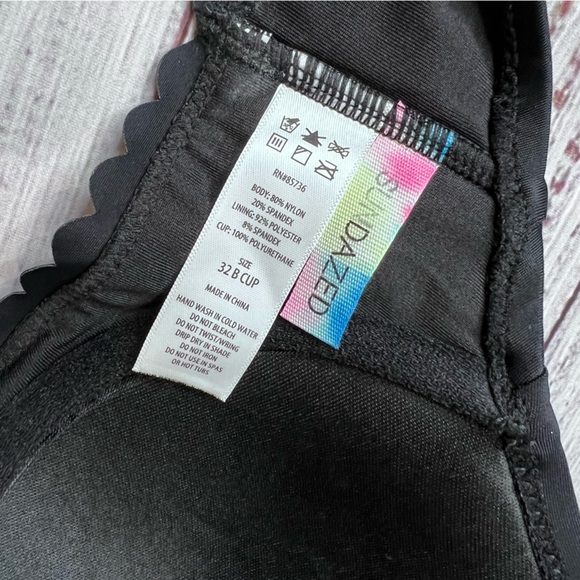 RN#85736
BODY: 80% NYLON
20% SPANDEX
LINING: 92% POLYESTER
8% SPANDEX
CUP: 100% POLYURETHANE
SIZE
32 B CUP
MADE IN CHINA
HAND WASH IN COLD WATER
DO NOT BLEACH
DO NOT TWIST/WRING
DRIP DRY IN SHADE
DO NOT IRON
DO NOT USE IN SPAS
OR HOT TUBS
DAZED